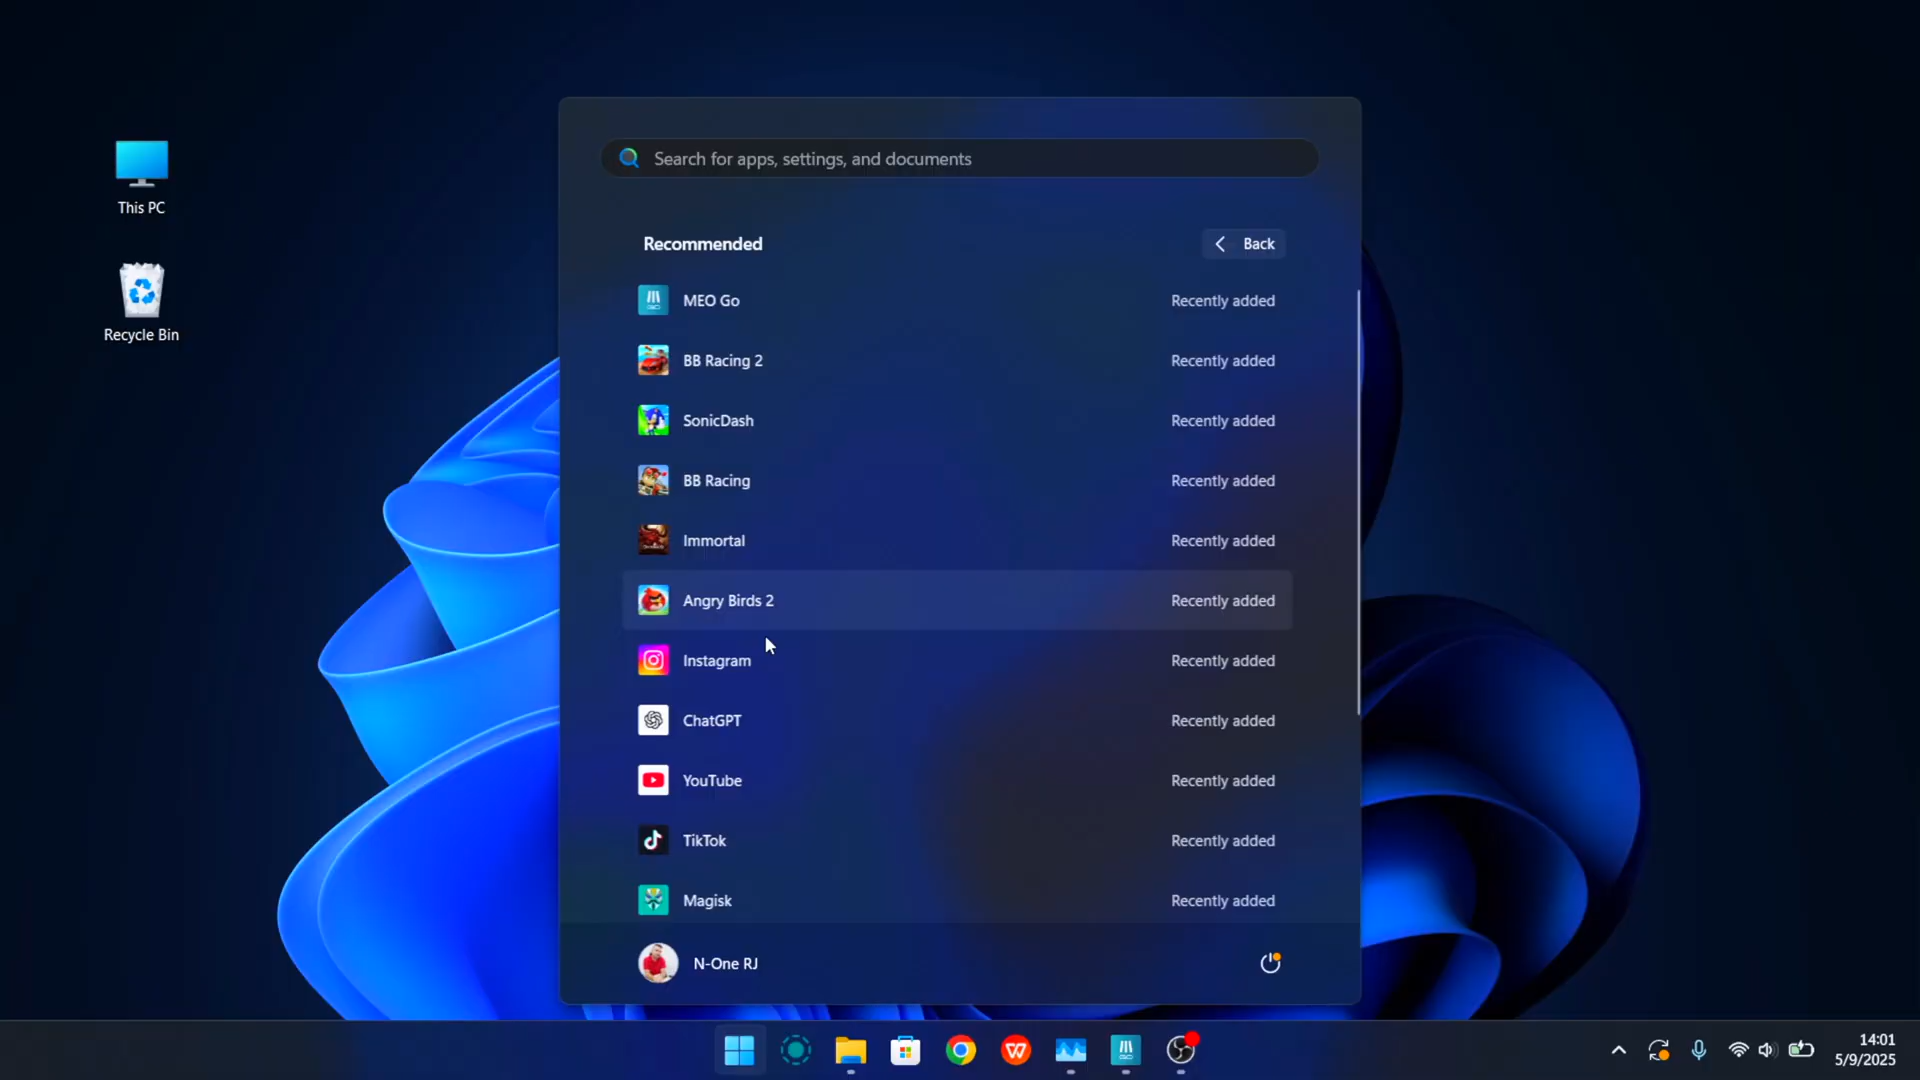 This PC
Recycle Bin
Search for apps, settings, and documents
Recommended
Back
MEO Go Recently added
BB Racing 2 Recently added
SonicDash Recently added
BB Racing Recently added
Immortal Recently added
Angry Birds 2 Recently added
Instagram Recently added
ChatGPT Recently added
YouTube Recently added
TikTok Recently added
Magisk Recently added
N-One RJ
14:01
5/9/2025